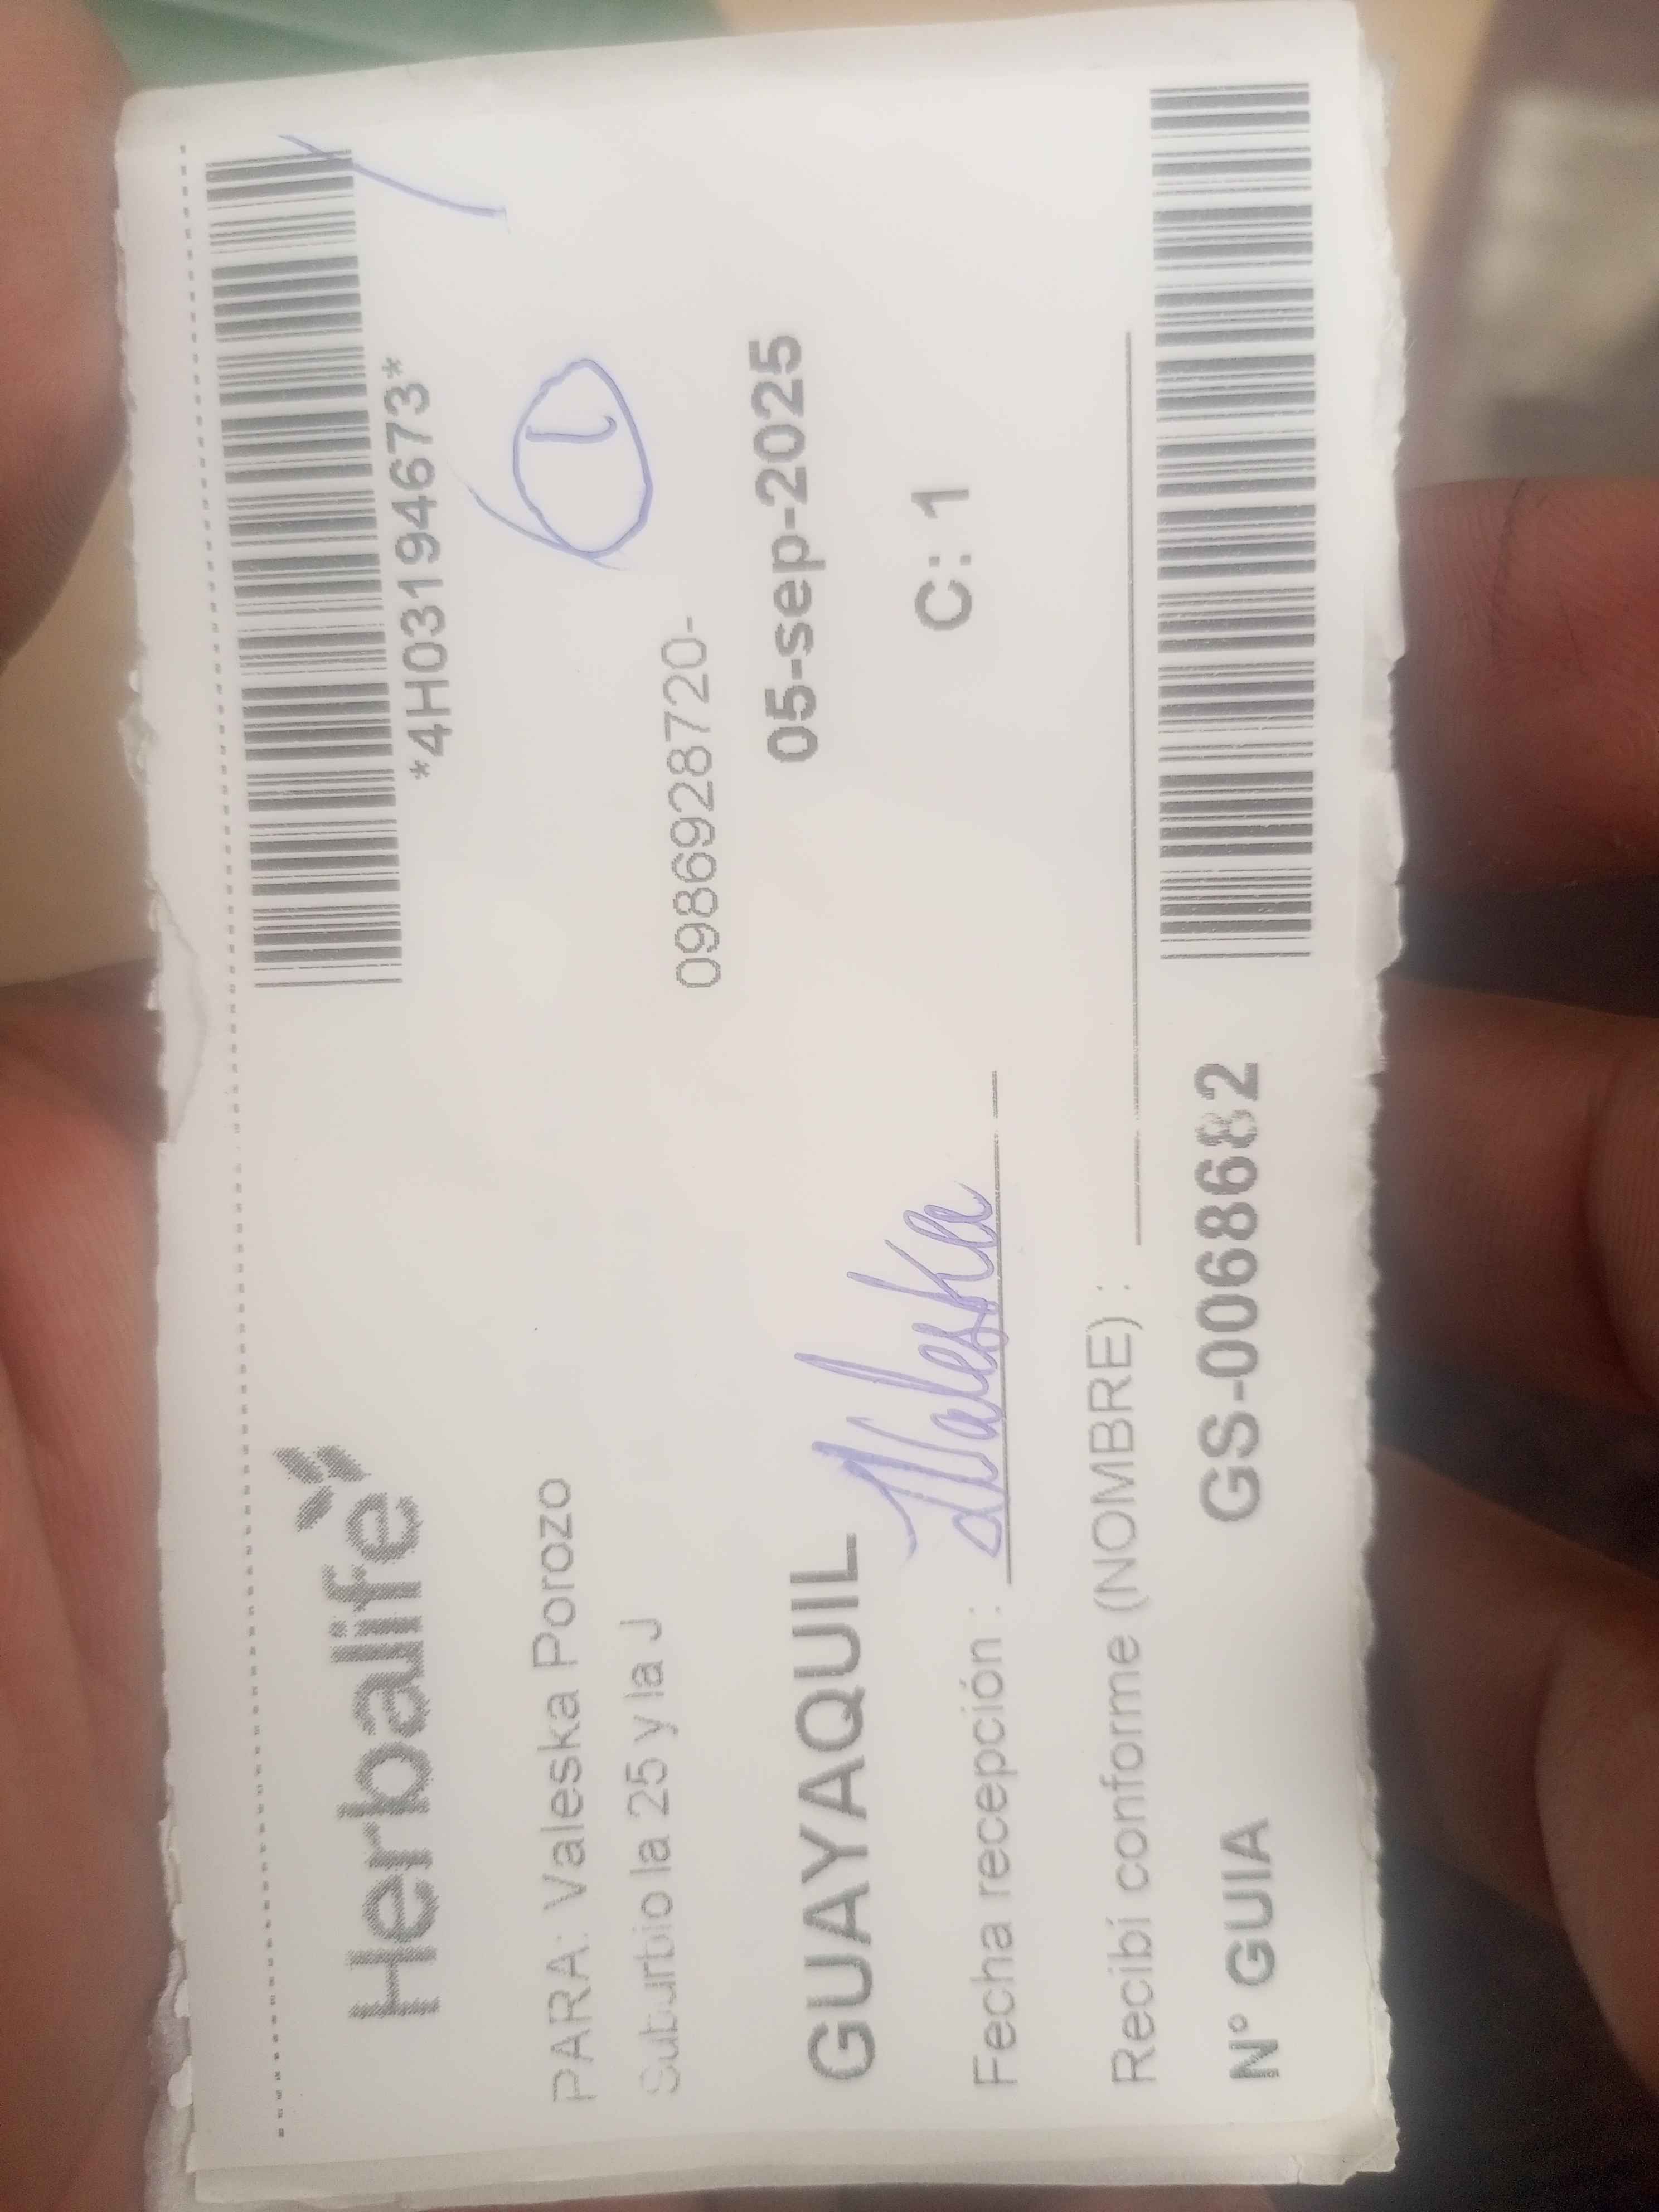 Herbalife
*4H03194673*
PARA: Valeska Porozo
Suburbio la 25 y la J
0986928720-
GUAYAQUIL
05-sep-2025
Fecha recepción : Valeska
C: 1
Recibí conforme (NOMBRE) :
N° GUIA GS-0068682